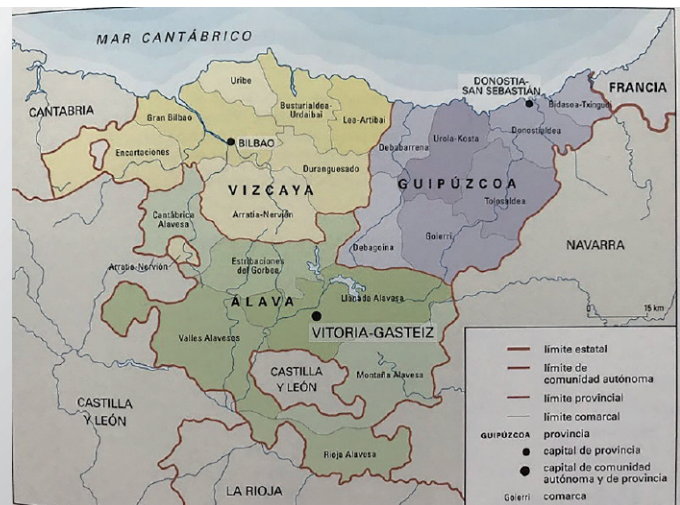 MAR CANTÁBRICO
DONOSTIA-
SAN SEBASTIÁN
FRANCIA
CANTABRIA
Uribe
Busturialdea-
Urdaibai
Bidasoa-Txingudi
Gran Bilbao
Lea-Artibai
Donostialdea
BILBAO
Debabarrena
Urola-Kosta
Encartaciones
Duranguesado
VIZCAYA
GUIPÚZCOA
Tolosaldea
Cantábrica
Alavesa
Arratia-Nervión
Goierri
Debagoina
NAVARRA
Arratia-Nervión
Estribaciones
del Gorbea
ÁLAVA
Llanada Alavesa
0
15 km
VITORIA-GASTEIZ
Valles Alaveses
CASTILLA
Y LEÓN
Montaña Alavesa
CASTILLA
Y LEÓN
Rioja Alavesa
LA RIOJA
límite estatal
límite de
comunidad autónoma
límite provincial
límite comarcal
GUIPÚZCOA provincia
capital de provincia
capital de comunidad
autónoma y de provincia
Goierri comarca